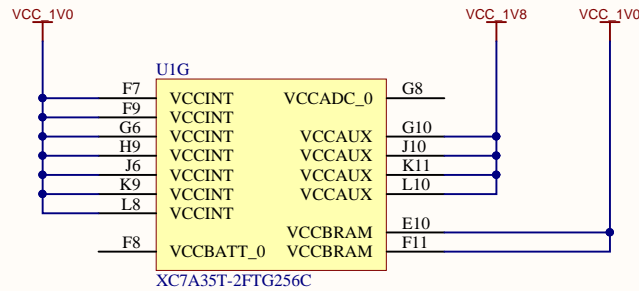 VCC_1V0
VCC_1V8
VCC_1V0
U1G
F7 VCCINT VCCADC_0 G8
F9 VCCINT
G6 VCCINT VCCAUX G10
H9 VCCINT VCCAUX J10
J6 VCCINT VCCAUX K11
K9 VCCINT VCCAUX L10
L8 VCCINT
VCCBRAM E10
F8 VCCBATT_0 VCCBRAM F11
XC7A35T-2FTG256C